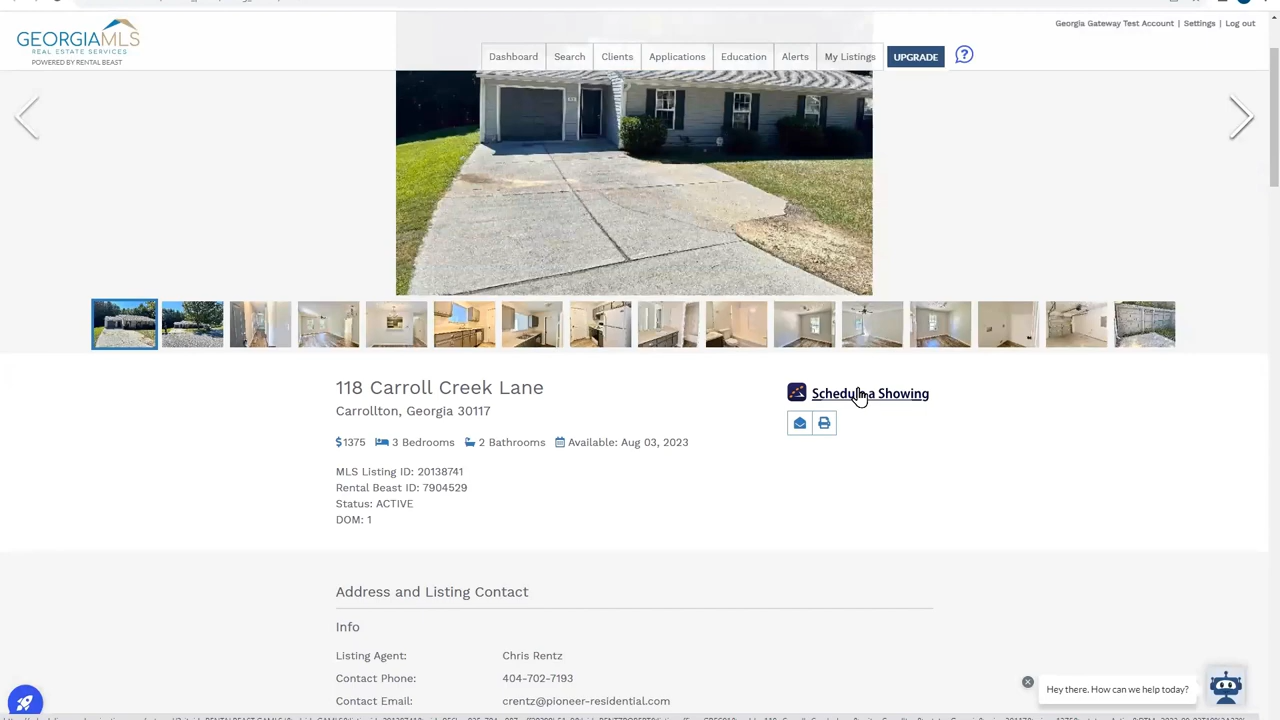 Georgia Gateway Test Account | Settings | Log out
GEORGIAMLS
REAL ESTATE SERVICES
POWERED BY RENTAL BEAST
Dashboard Search Clients Applications Education Alerts My Listings UPGRADE ?
118 Carroll Creek Lane
Schedule a Showing
Carrollton, Georgia 30117
$1375 3 Bedrooms 2 Bathrooms Available: Aug 03, 2023
MLS Listing ID: 20138741
Rental Beast ID: 7904529
Status: ACTIVE
DOM: 1
Address and Listing Contact
Info
Listing Agent: Chris Rentz
Contact Phone: 404-702-7193
Contact Email: crentz@pioneer-residential.com
Hey there. How can we help today?